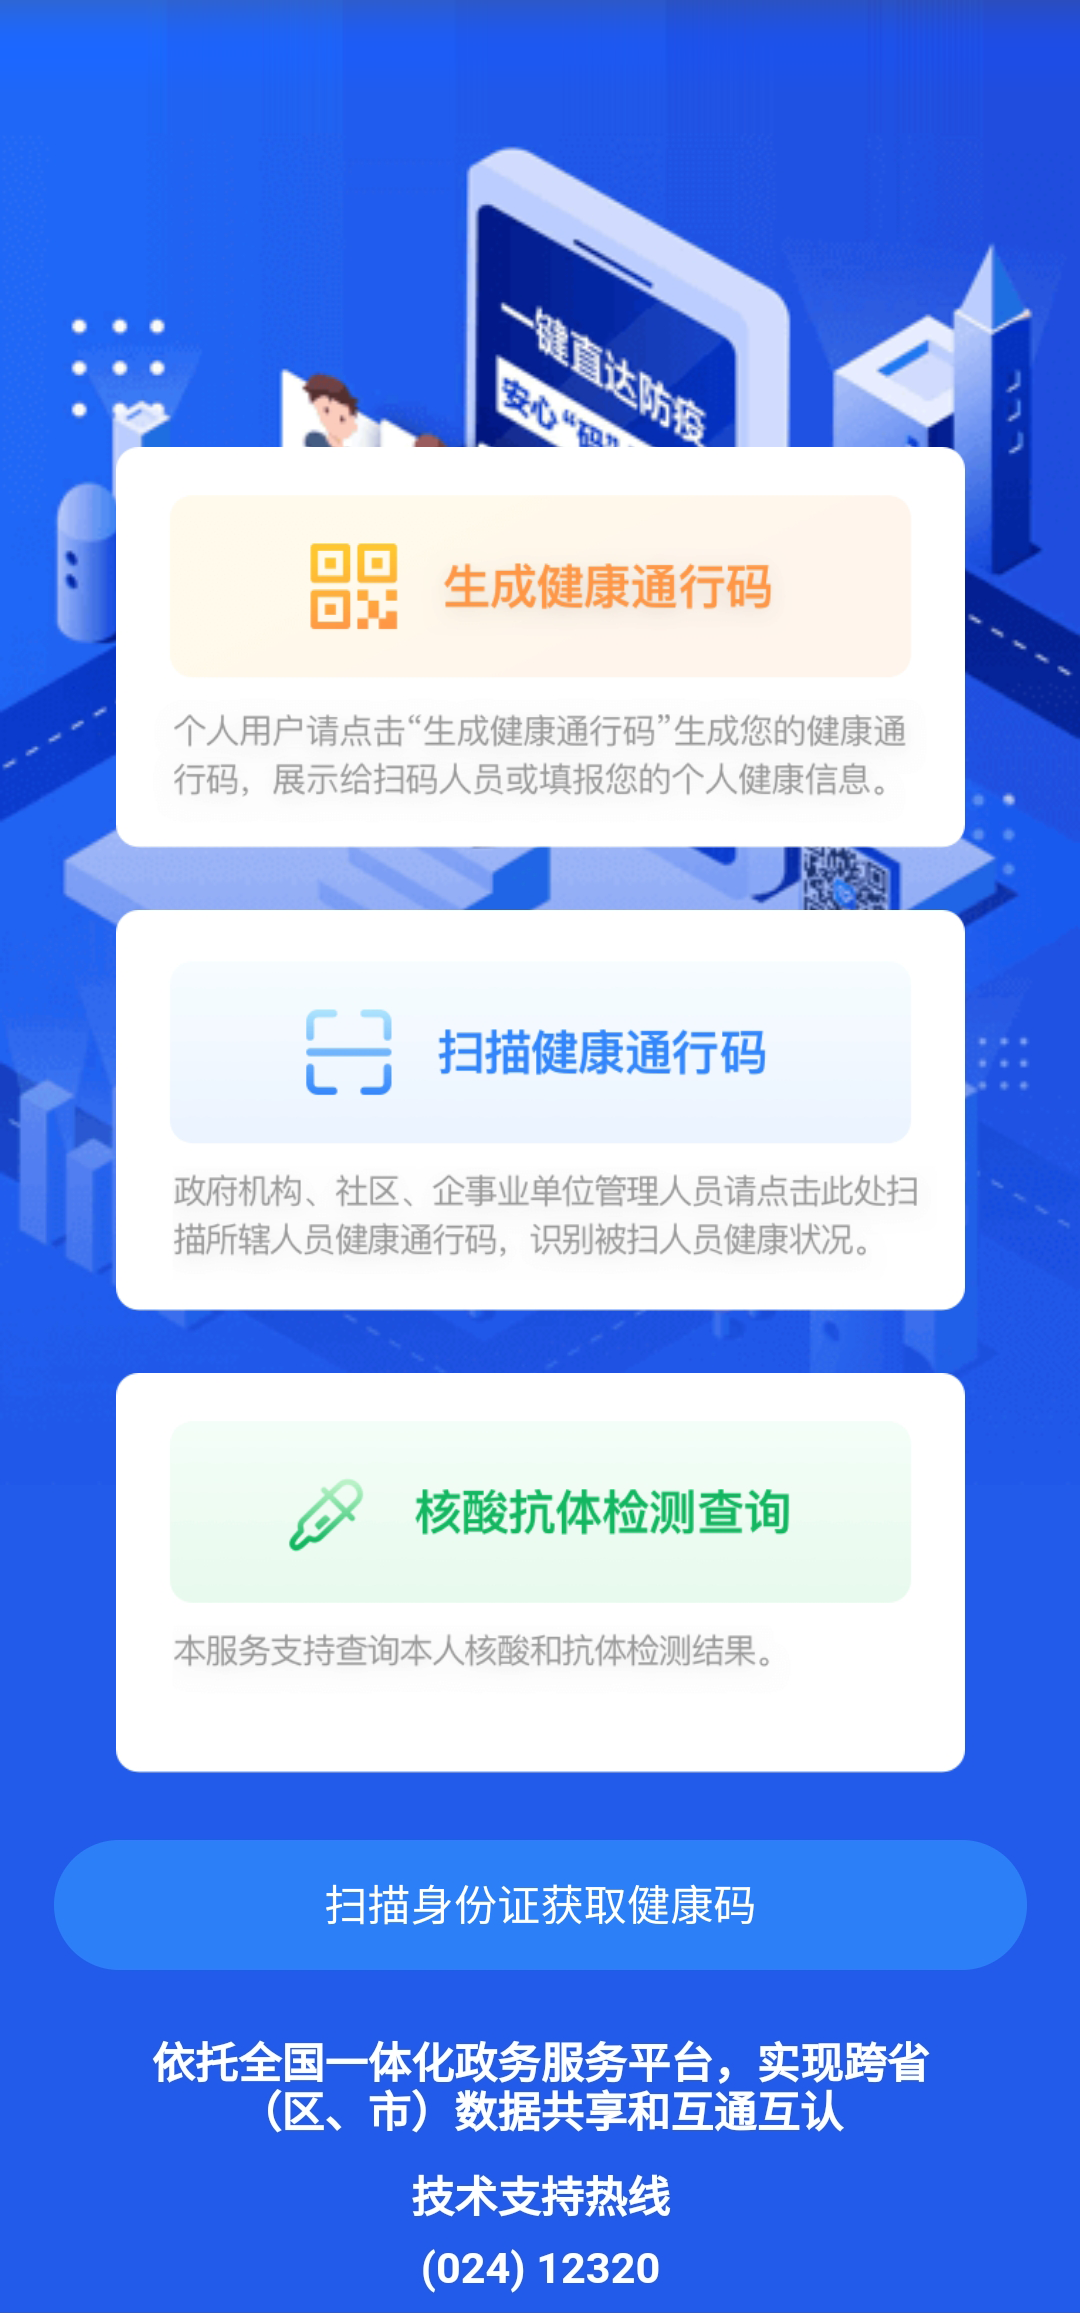 一键直达防疫
安心“码”
生成健康通行码
个人用户请点击“生成健康通行码”生成您的健康通
行码，展示给扫码人员或填报您的个人健康信息。
扫描健康通行码
政府机构、社区、企事业单位管理人员请点击此处扫
描所辖人员健康通行码，识别被扫人员健康状况。
核酸抗体检测查询
本服务支持查询本人核酸和抗体检测结果。
扫描身份证获取健康码
依托全国一体化政务服务平台，实现跨省
（区、市）数据共享和互通互认
技术支持热线
(024) 12320